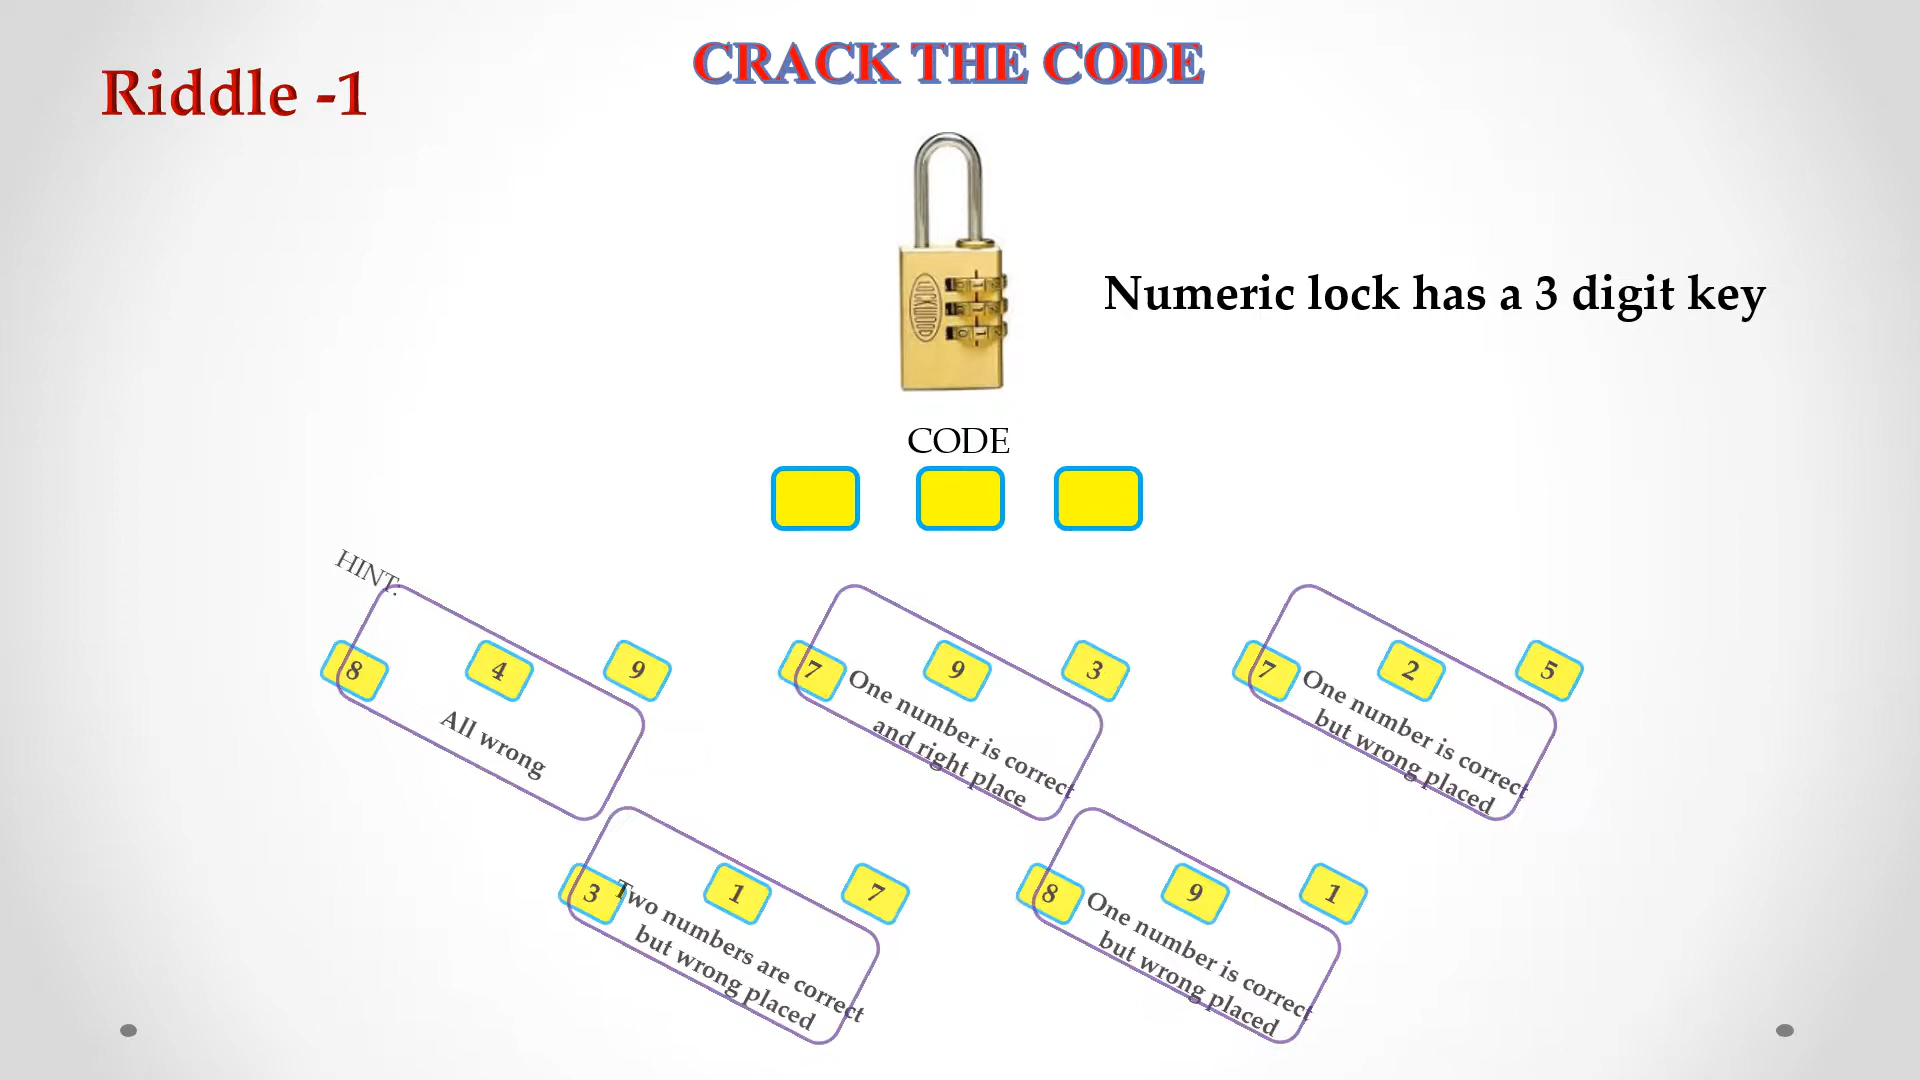 CRACK THE CODE
Riddle -1
LOCKWOOD
Numeric lock has a 3 digit key
CODE
HINT:
8 4 9
All wrong
7 9 3
One number is correct
and right place
7 2 5
One number is correct
but wrong placed
3 1 7
Two numbers are correct
but wrong placed
8 9 1
One number is correct
but wrong placed